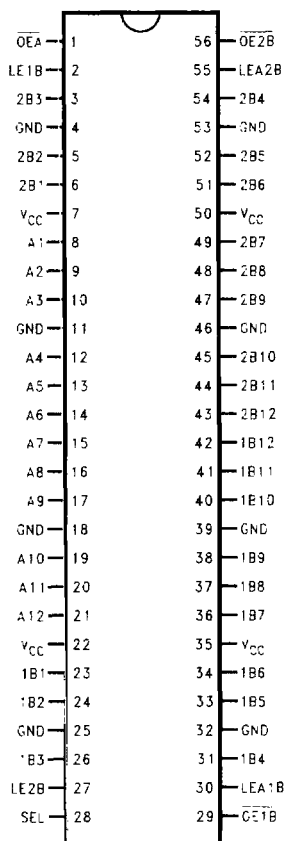 OEA 1 56 OE2B
LE1B 2 55 LEA2B
2B3 3 54 2B4
GND 4 53 GND
2B2 5 52 2B5
2B1 6 51 2B6
VCC 7 50 VCC
A1 8 49 2B7
A2 9 48 2B8
A3 10 47 2B9
GND 11 46 GND
A4 12 45 2B10
A5 13 44 2B11
A6 14 43 2B12
A7 15 42 1B12
A8 16 41 1B11
A9 17 40 1B10
GND 18 39 GND
A10 19 38 1B9
A11 20 37 1B8
A12 21 36 1B7
VCC 22 35 VCC
1B1 23 34 1B6
1B2 24 33 1B5
GND 25 32 GND
1B3 26 31 1B4
LE2B 27 30 LEA1B
SEL 28 29 OE1B